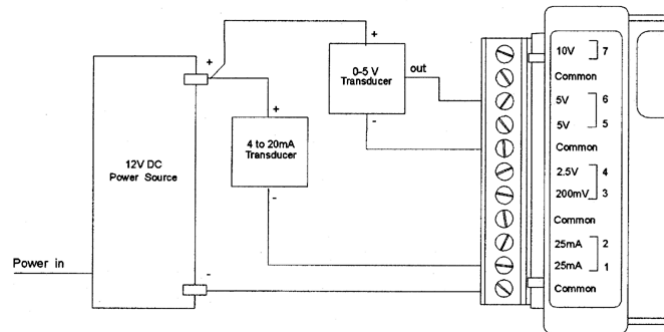 +
0-5 V
Transducer
+
-
out
+
4 to 20mA
Transducer
-
12V DC
Power Source
-
Power in
10V 7
Common
5V 6
5V 5
Common
2.5V 4
200mV 3
Common
25mA 2
25mA 1
Common